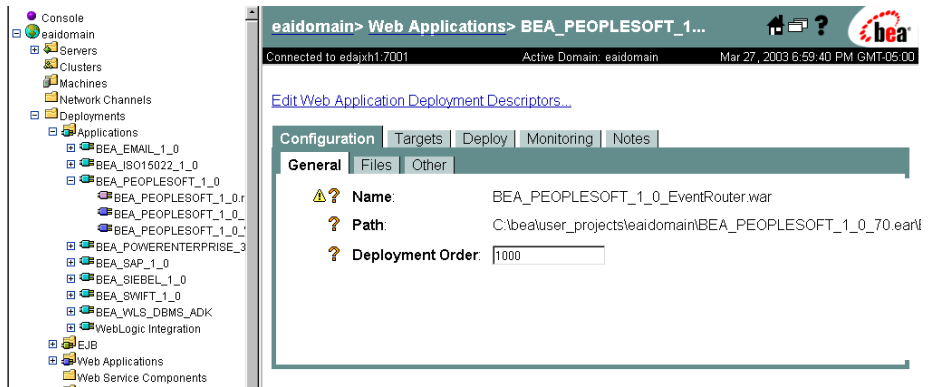 Console
eaidomain
Servers
Clusters
Machines
Network Channels
Deployments
Applications
BEA_EMAIL_1_0
BEA_ISO15022_1_0
BEA_PEOPLESOFT_1_0
BEA_PEOPLESOFT_1_0.r
BEA_PEOPLESOFT_1_0_
BEA_PEOPLESOFT_1_0_
BEA_POWERENTERPRISE_3
BEA_SAP_1_0
BEA_SIEBEL_1_0
BEA_SWIFT_1_0
BEA_WLS_DBMS_ADK
WebLogic Integration
EJB
Web Applications
Web Service Components
eaidomain> Web Applications> BEA_PEOPLESOFT_1...
bea
Connected to edajxh1:7001 Active Domain: eaidomain Mar 27, 2003 6:59:40 PM GMT-05:00
Edit Web Application Deployment Descriptors...
Configuration Targets Deploy Monitoring Notes
General Files Other
Name: BEA_PEOPLESOFT_1_0_EventRouter.war
Path: C:\bea\user_projects\eaidomain\BEA_PEOPLESOFT_1_0_70.ear\
Deployment Order: 1000